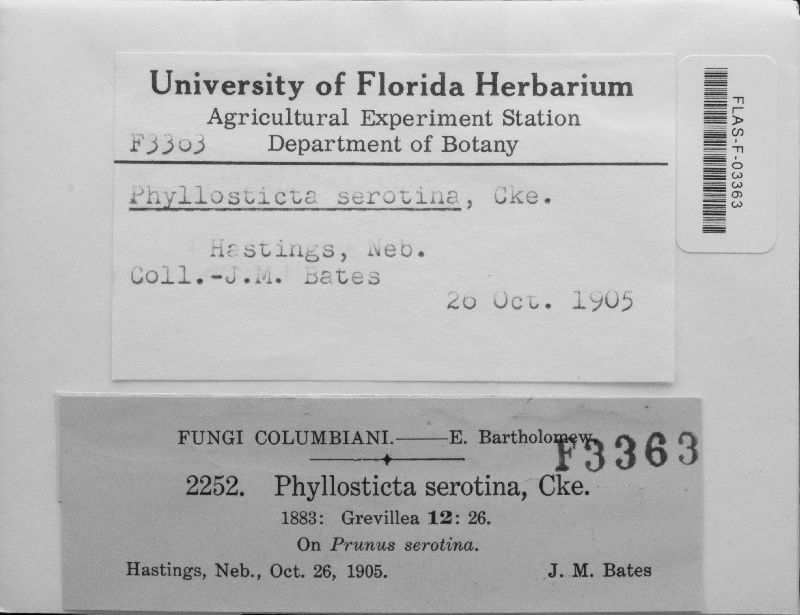 University of Florida Herbarium
Agricultural Experiment Station
F3363 Department of Botany
Phyllosticta serotina, Cke.
Hastings, Neb.
Coll.-J.M. Bates
26 Oct. 1905
FLAS-F-03363
FUNGI COLUMBIANI.——E. Bartholomew.
F3363
2252. Phyllosticta serotina, Cke.
1883: Grevillea 12: 26.
On Prunus serotina.
Hastings, Neb., Oct. 26, 1905. J. M. Bates